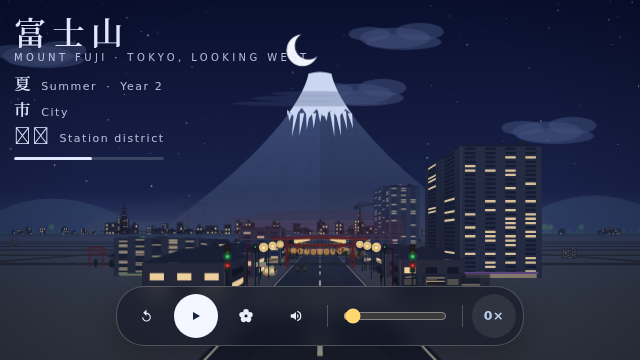 富士山
MOUNT FUJI · TOKYO, LOOKING WEST
夏 Summer · Year 2
市 City
Station district
0×